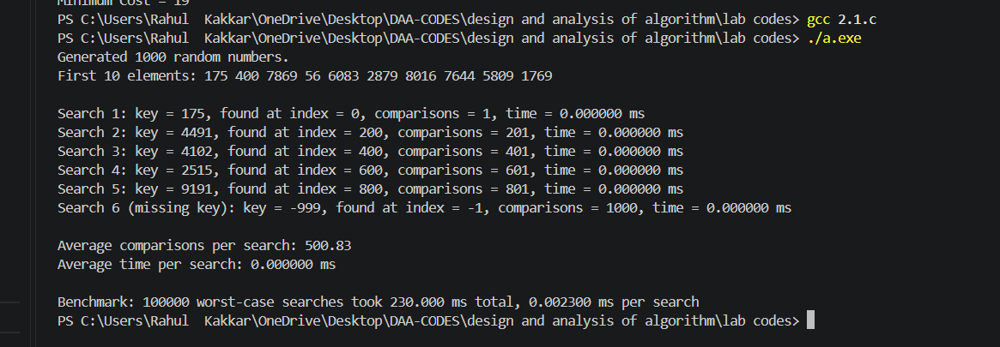 Minimum Cost = 19
PS C:\Users\Rahul  Kakkar\OneDrive\Desktop\DAA-CODES\design and analysis of algorithm\lab codes> gcc 2.1.c
PS C:\Users\Rahul  Kakkar\OneDrive\Desktop\DAA-CODES\design and analysis of algorithm\lab codes> ./a.exe
Generated 1000 random numbers.
First 10 elements: 175 400 7869 56 6083 2879 8016 7644 5809 1769
Search 1: key = 175, found at index = 0, comparisons = 1, time = 0.000000 ms
Search 2: key = 4491, found at index = 200, comparisons = 201, time = 0.000000 ms
Search 3: key = 4102, found at index = 400, comparisons = 401, time = 0.000000 ms
Search 4: key = 2515, found at index = 600, comparisons = 601, time = 0.000000 ms
Search 5: key = 9191, found at index = 800, comparisons = 801, time = 0.000000 ms
Search 6 (missing key): key = -999, found at index = -1, comparisons = 1000, time = 0.000000 ms
Average comparisons per search: 500.83
Average time per search: 0.000000 ms
Benchmark: 100000 worst-case searches took 230.000 ms total, 0.002300 ms per search
PS C:\Users\Rahul  Kakkar\OneDrive\Desktop\DAA-CODES\design and analysis of algorithm\lab codes>